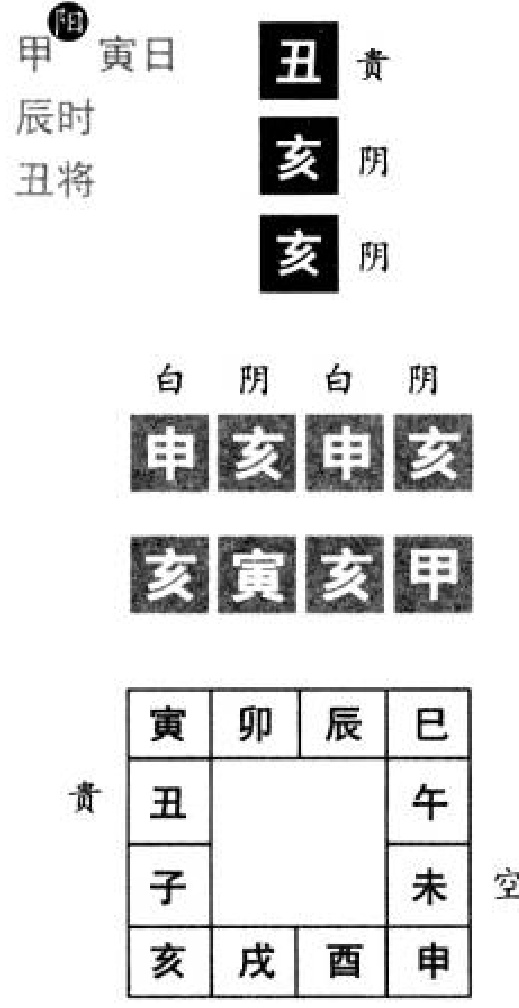 阳
甲 寅日
辰时
丑将
丑 贵
亥 阴
亥 阴
白 阴 白 阴
申 亥 申 亥
亥 寅 亥 甲
寅 卯 辰 巳
贵 丑 午
子 未 空
亥 戌 酉 申